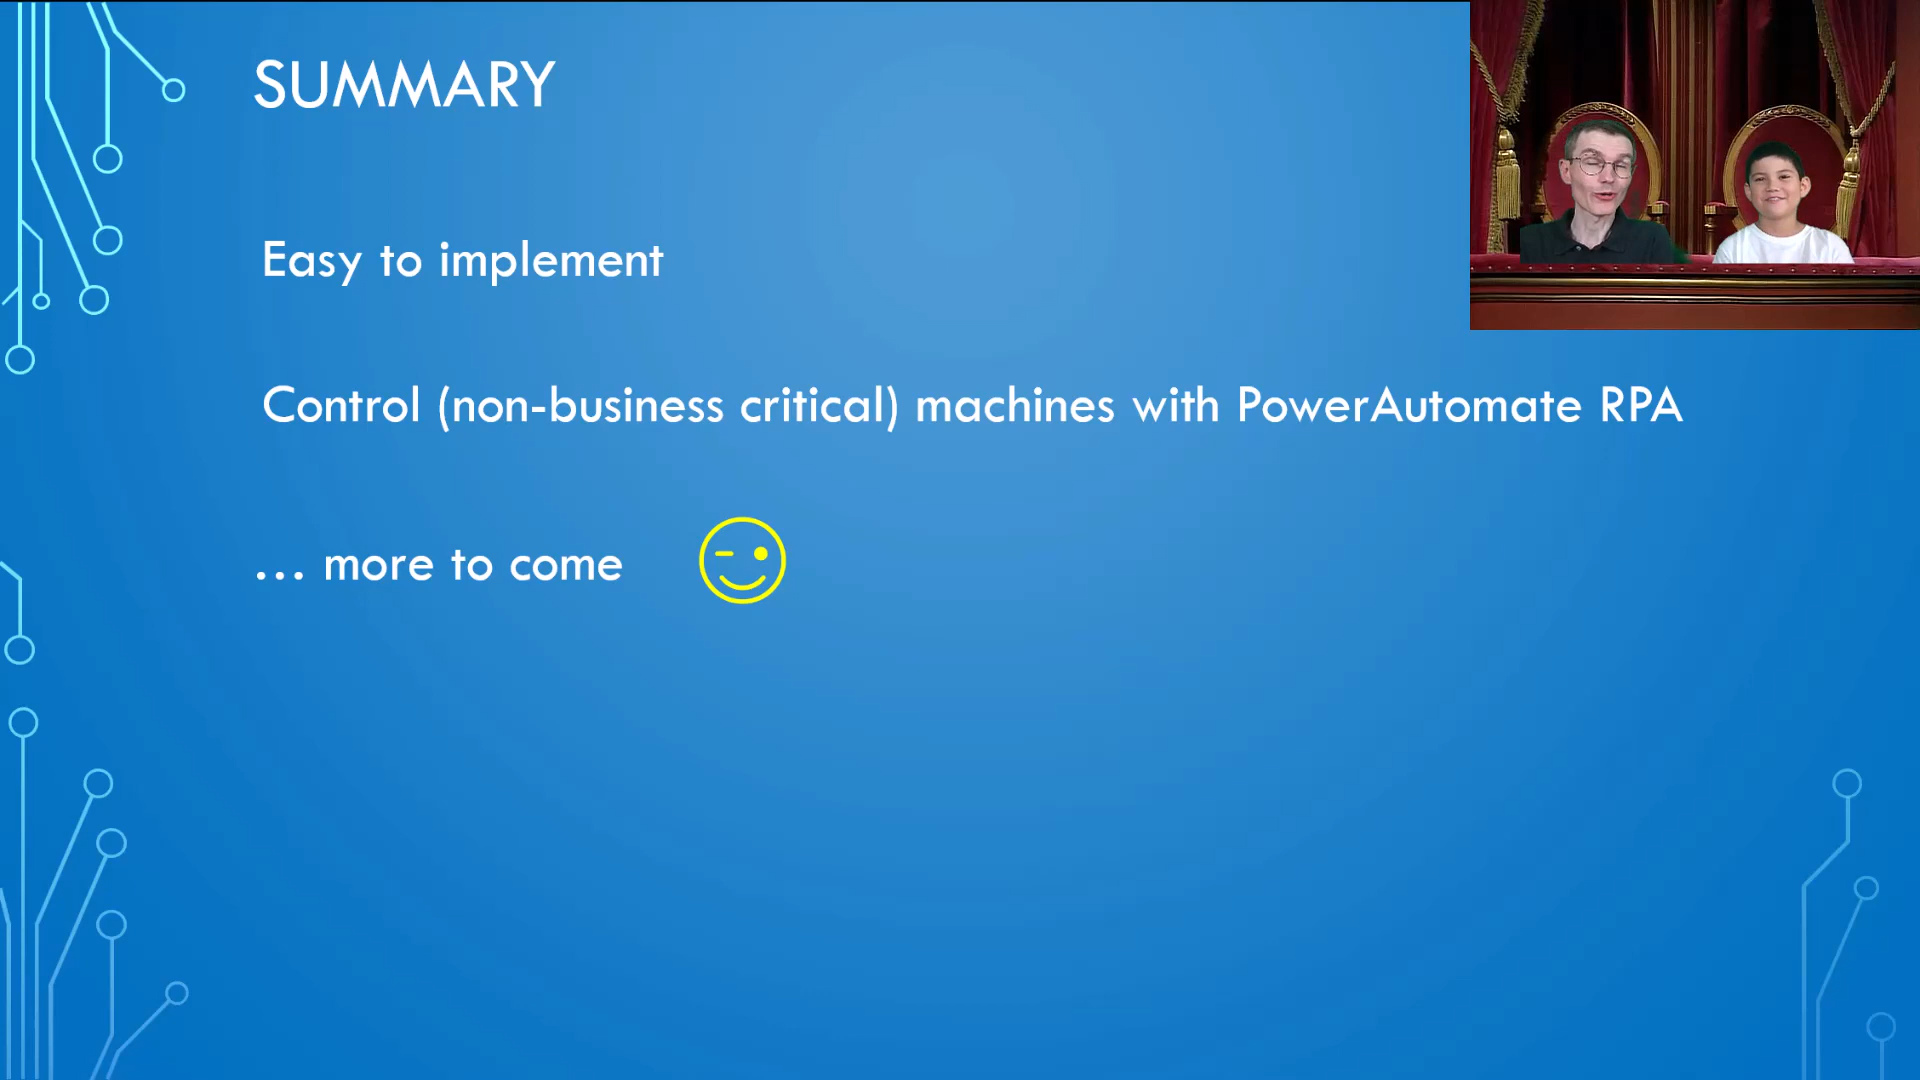 SUMMARY
Easy to implement
Control (non-business critical) machines with PowerAutomate RPA
... more to come